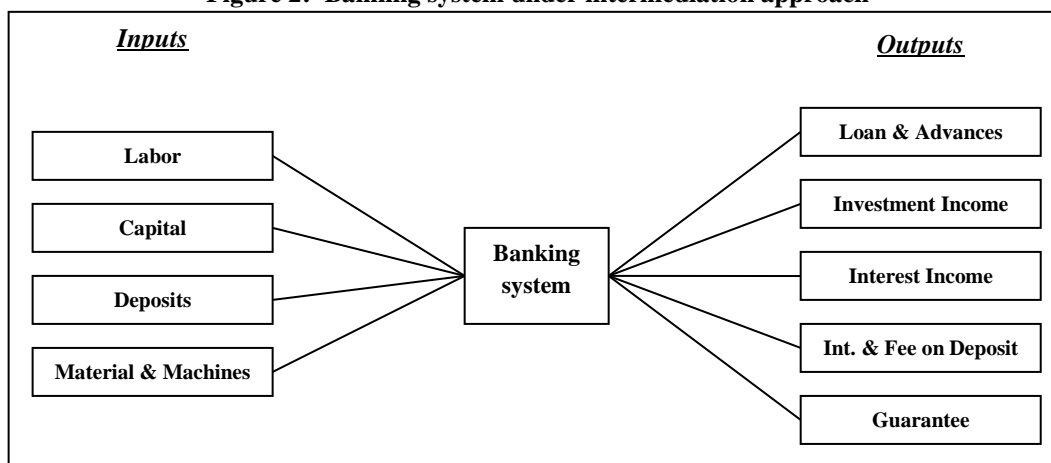 Figure 2: Banking system under intermediation approach
Inputs
Outputs
Labor
Capital
Deposits
Material & Machines
Banking
system
Loan & Advances
Investment Income
Interest Income
Int. & Fee on Deposit
Guarantee